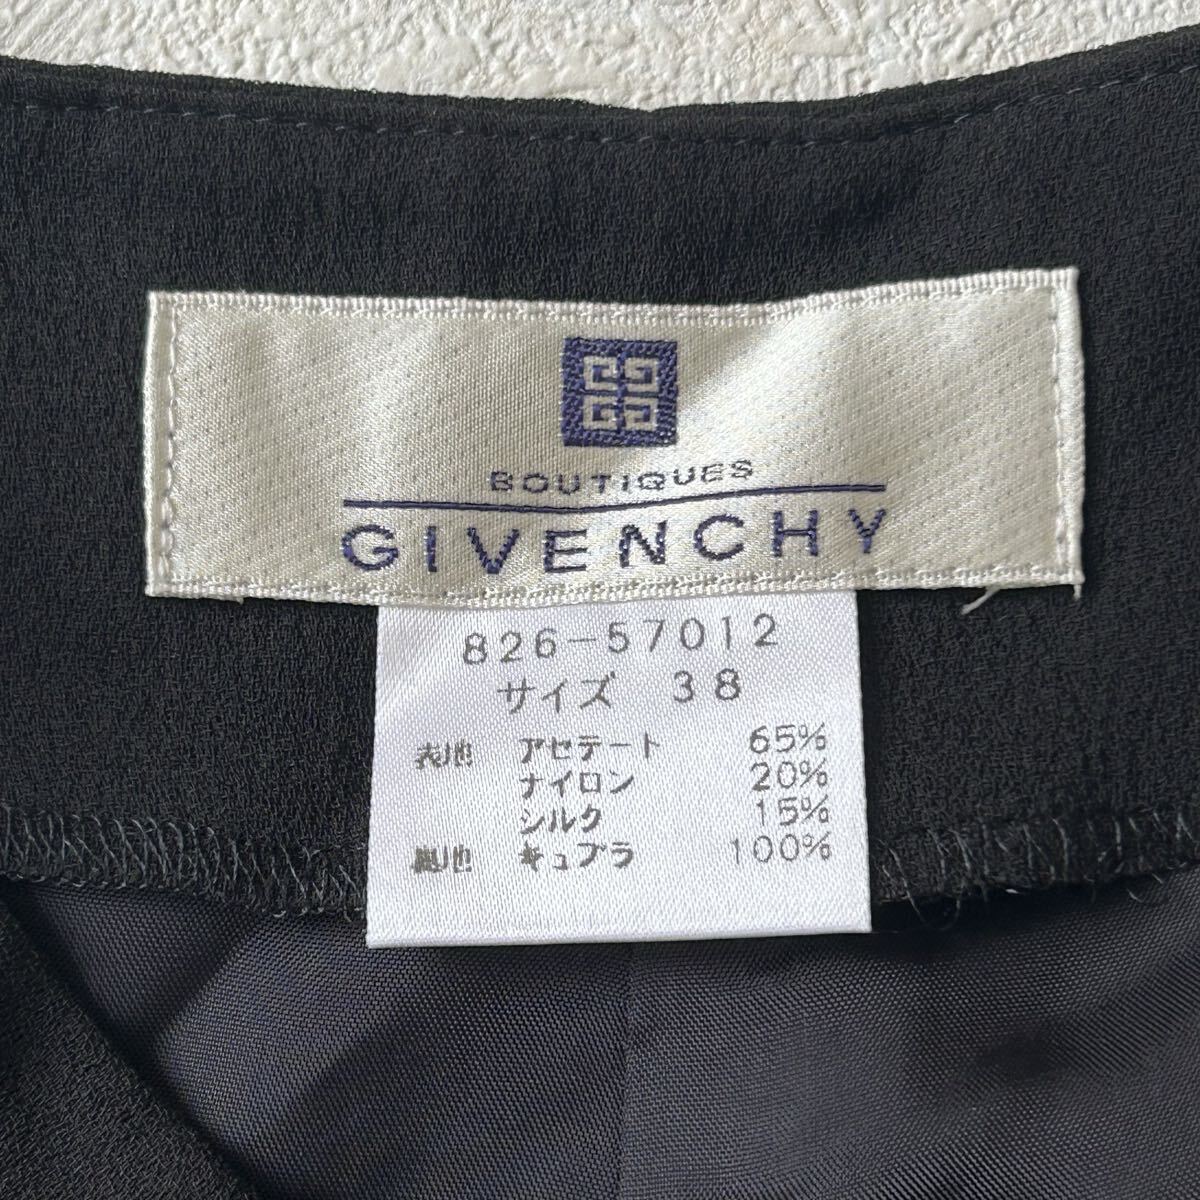 BOUTIQUES
GIVENCHY
826-57012
サイズ 38
表地 アセテート 65%
ナイロン 20%
シルク 15%
裏地 キュプラ 100%